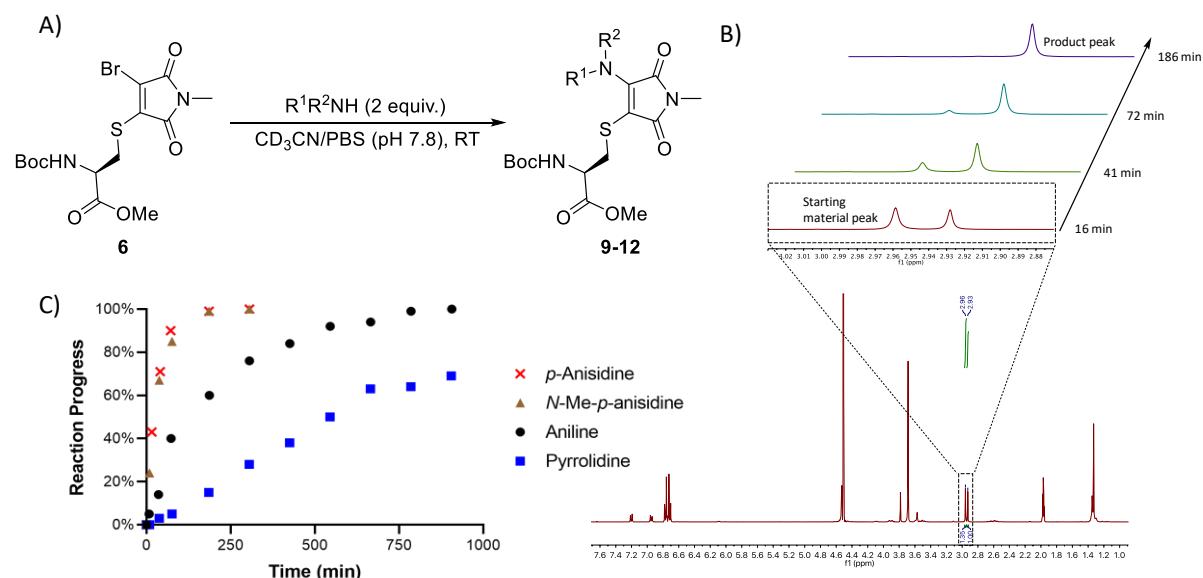 A)
Br
O
N
O
S
BocHN
O
OMe
6
R¹R²NH (2 equiv.)
CD₃CN/PBS (pH 7.8), RT
R²
R¹
N
O
N
O
S
BocHN
O
OMe
9-12
B)
Product peak
186 min
72 min
41 min
Starting
material peak
16 min
3.02 3.01 3.00 2.99 2.98 2.97 2.96 2.95 2.94 2.93 2.92 2.91 2.90 2.89 2.88
f1 (ppm)
2.96
2.93
1.00
7.6 7.4 7.2 7.0 6.8 6.6 6.4 6.2 6.0 5.8 5.6 5.4 5.2 5.0 4.8 4.6 4.4 4.2 4.0 3.8 3.6 3.4 3.2 3.0 2.8 2.6 2.4 2.2 2.0 1.8 1.6 1.4 1.2 1.0
f1 (ppm)
C)
Reaction Progress
100%
80%
60%
40%
20%
0%
0 250 500 750 1000
Time (min)
p-Anisidine
N-Me-p-anisidine
Aniline
Pyrrolidine